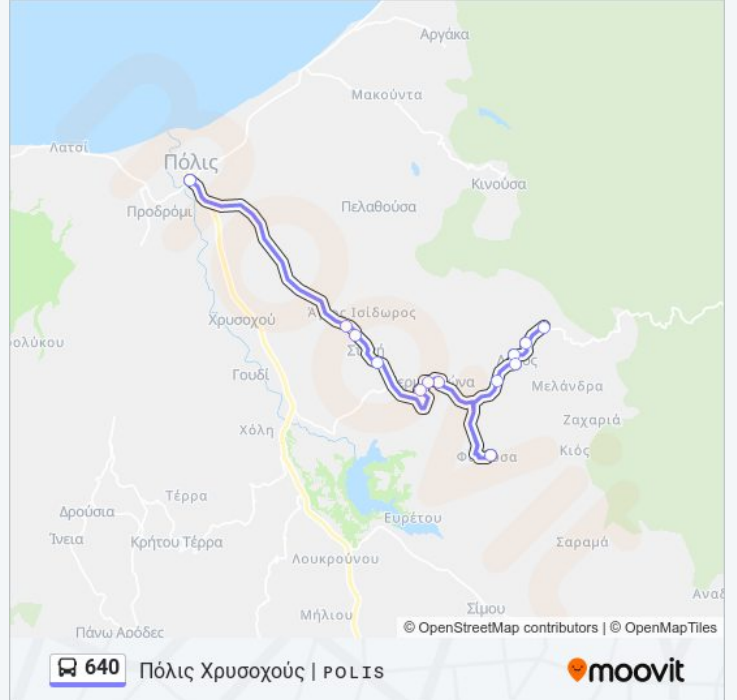 Αργάκα
Μακούντα
Λατσί
Πόλις
Κινούσα
Πελαθούσα
Προδρόμι
Χρυσοχού
Γουδί
Μελάνδρα
Χόλη
Ζαχαριά
Κιός
Τέρρα
Δρούσια
Ευρέτου
Ίνεια
Κρήτου Τέρρα
Σαραμά
Λουκρούνου
Σίμου
Μήλιου
Πάνω Αρόδες
© OpenStreetMap contributors | © OpenMapTiles
640 Πόλις Χρυσοχούς | POLIS
moovit